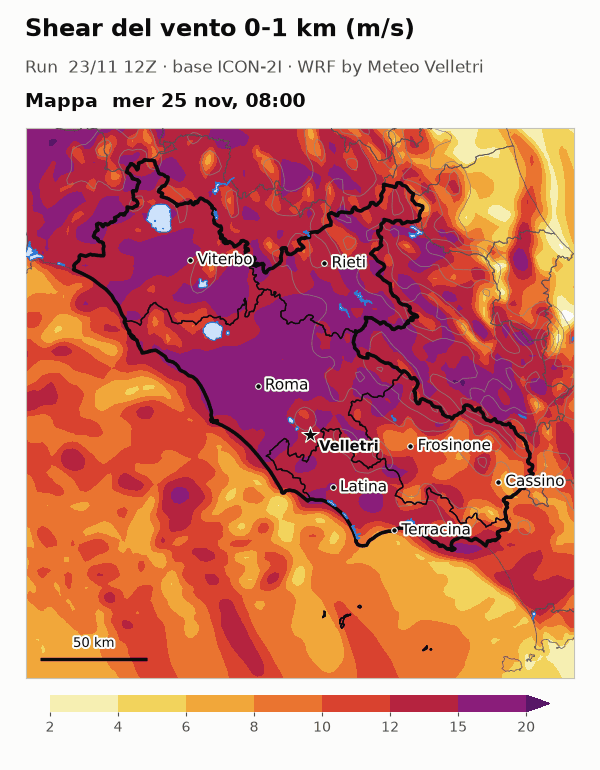 Shear del vento 0-1 km (m/s)
Run  23/11 12Z · base ICON-2I · WRF by Meteo Velletri
Mappa  mer 25 nov, 08:00
Viterbo
Rieti
Roma
Velletri
Frosinone
Cassino
Latina
Terracina
50 km
2 4 6 8 10 12 15 20